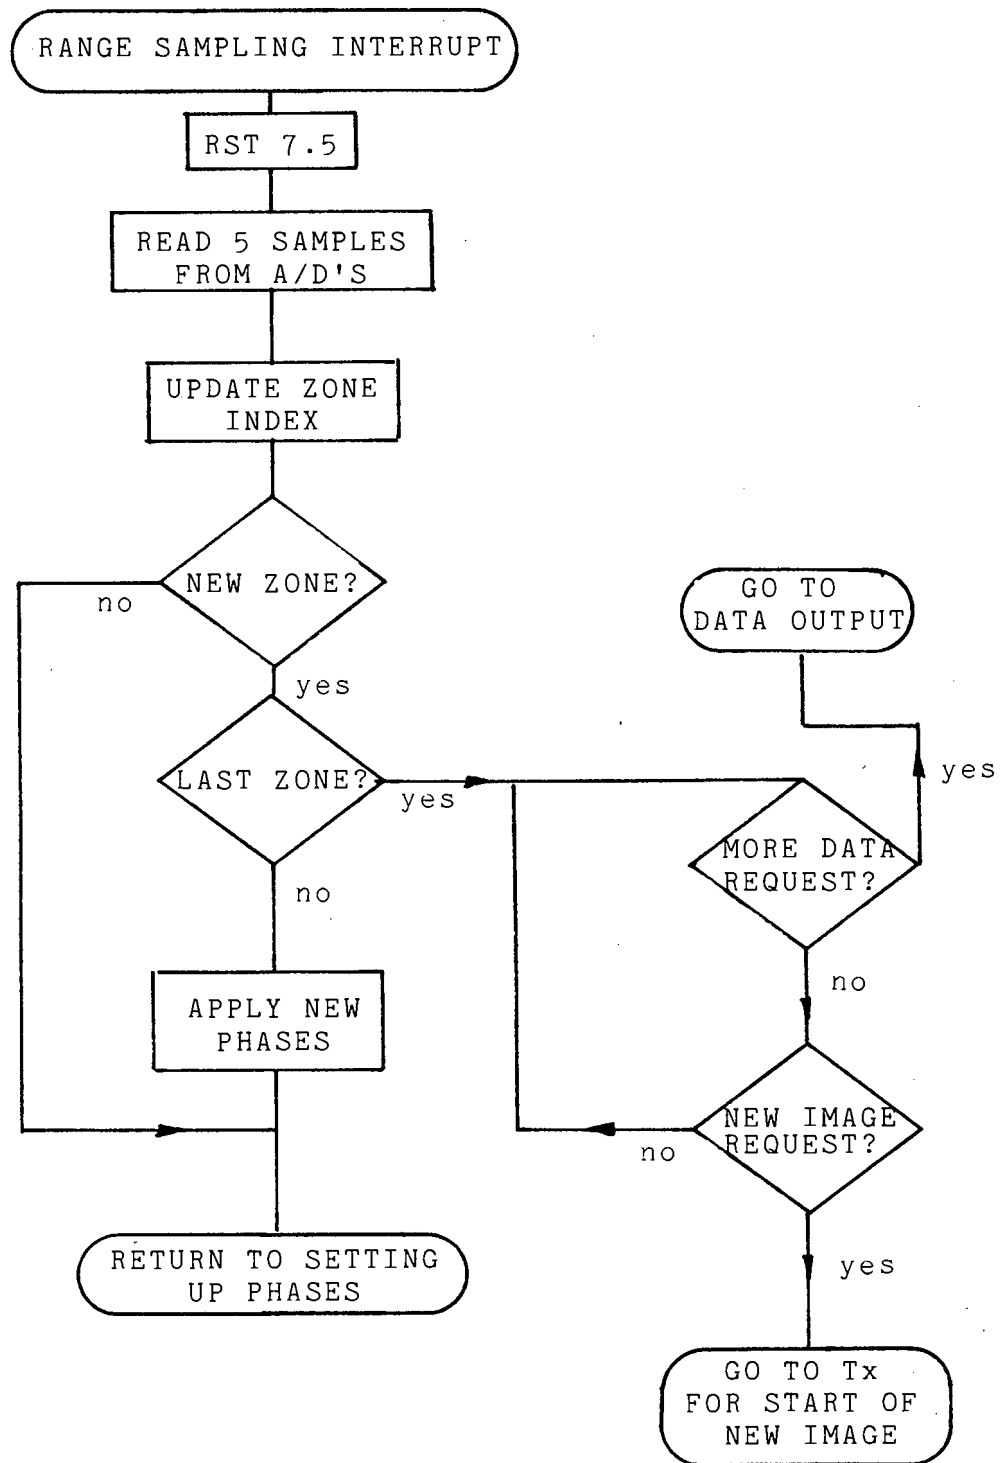 RANGE SAMPLING INTERRUPT
RST 7.5
READ 5 SAMPLES
FROM A/D'S
UPDATE ZONE
INDEX
NEW ZONE?
no
yes
LAST ZONE?
yes
no
APPLY NEW
PHASES
RETURN TO SETTING
UP PHASES
GO TO
DATA OUTPUT
yes
MORE DATA
REQUEST?
no
NEW IMAGE
REQUEST?
no
yes
GO TO Tx
FOR START OF
NEW IMAGE